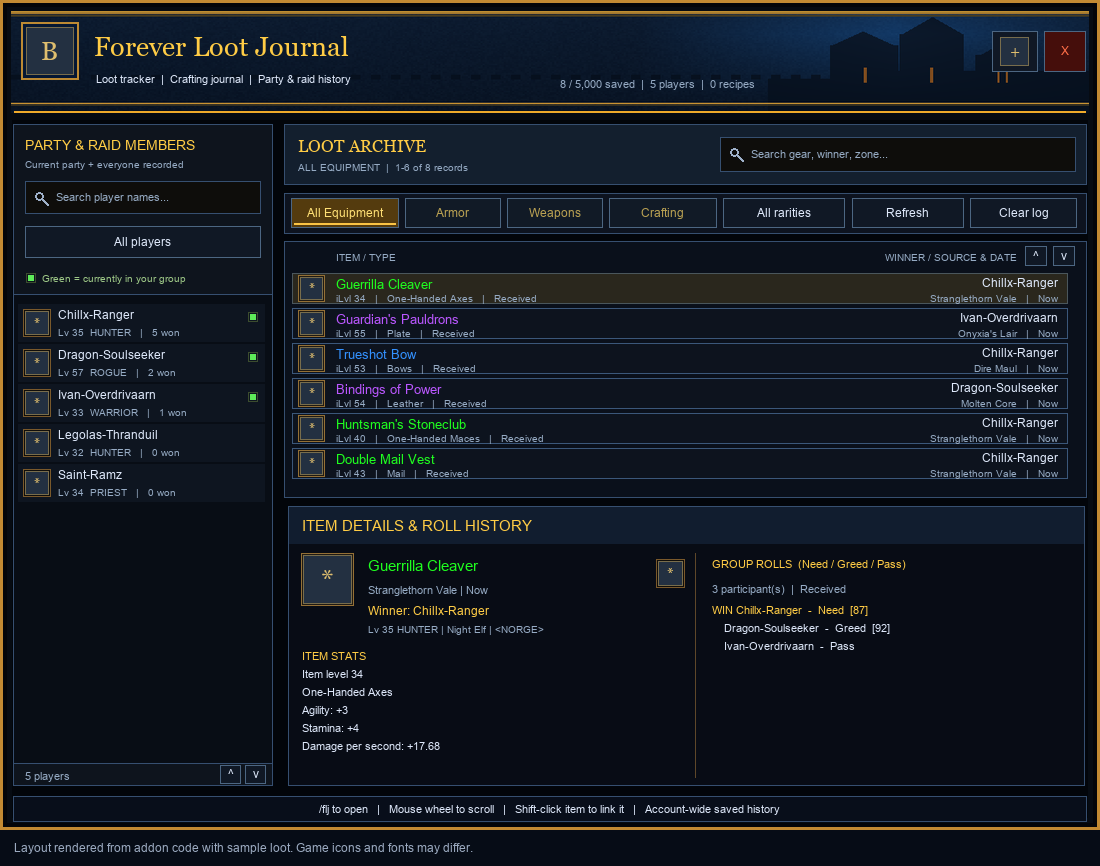 B
Forever Loot Journal
+
X
Loot tracker | Crafting journal | Party & raid history
8 / 5,000 saved | 5 players | 0 recipes
PARTY & RAID MEMBERS
Current party + everyone recorded
Search player names...
All players
Green = currently in your group
*
Chillx-Ranger
Lv 35 HUNTER | 5 won
*
Dragon-Soulseeker
Lv 57 ROGUE | 2 won
*
Ivan-Overdrivaarn
Lv 33 WARRIOR | 1 won
*
Legolas-Thranduil
Lv 32 HUNTER | 0 won
*
Saint-Ramz
Lv 34 PRIEST | 0 won
5 players
^ v
LOOT ARCHIVE
ALL EQUIPMENT | 1-6 of 8 records
Search gear, winner, zone...
All Equipment Armor Weapons Crafting All rarities Refresh Clear log
ITEM / TYPE WINNER / SOURCE & DATE ^ v
* Guerrilla Cleaver Chillx-Ranger
iLvl 34 | One-Handed Axes | Received Stranglethorn Vale | Now
* Guardian's Pauldrons Ivan-Overdrivaarn
iLvl 55 | Plate | Received Onyxia's Lair | Now
* Trueshot Bow Chillx-Ranger
iLvl 53 | Bows | Received Dire Maul | Now
* Bindings of Power Dragon-Soulseeker
iLvl 54 | Leather | Received Molten Core | Now
* Huntsman's Stoneclub Chillx-Ranger
iLvl 40 | One-Handed Maces | Received Stranglethorn Vale | Now
* Double Mail Vest Chillx-Ranger
iLvl 43 | Mail | Received Stranglethorn Vale | Now
ITEM DETAILS & ROLL HISTORY
* Guerrilla Cleaver *
Stranglethorn Vale | Now
Winner: Chillx-Ranger
Lv 35 HUNTER | Night Elf | <NORGE>
ITEM STATS
Item level 34
One-Handed Axes
Agility: +3
Stamina: +4
Damage per second: +17.68
GROUP ROLLS (Need / Greed / Pass)
3 participant(s) | Received
WIN Chillx-Ranger - Need [87]
Dragon-Soulseeker - Greed [92]
Ivan-Overdrivaarn - Pass
/flj to open | Mouse wheel to scroll | Shift-click item to link it | Account-wide saved history
Layout rendered from addon code with sample loot. Game icons and fonts may differ.